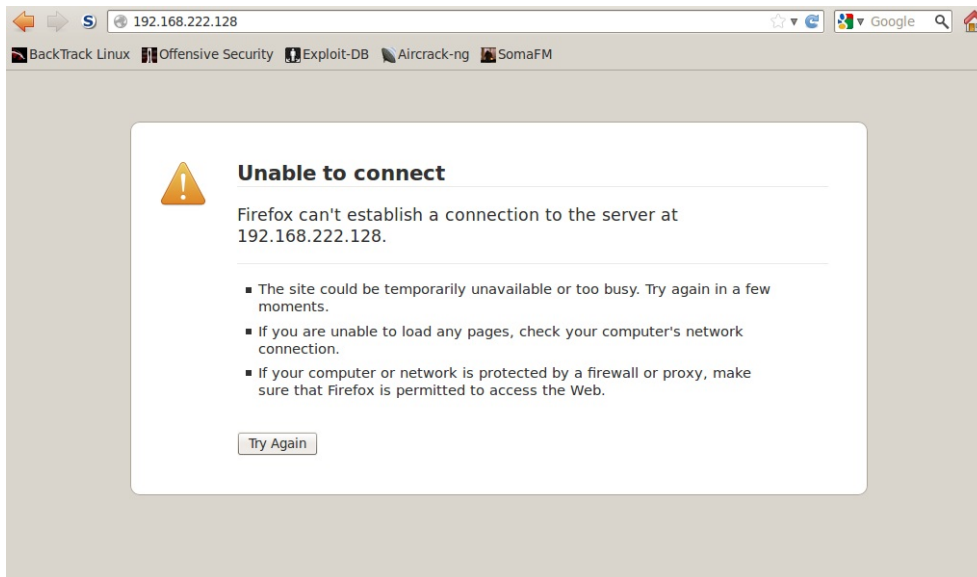 192.168.222.128
Google
BackTrack Linux Offensive Security Exploit-DB Aircrack-ng SomaFM
Unable to connect
Firefox can't establish a connection to the server at
192.168.222.128.
The site could be temporarily unavailable or too busy. Try again in a few
moments.
If you are unable to load any pages, check your computer's network
connection.
If your computer or network is protected by a firewall or proxy, make
sure that Firefox is permitted to access the Web.
Try Again